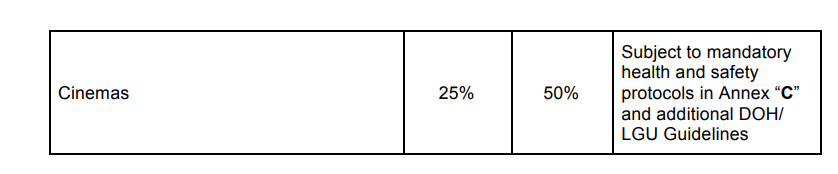 Cinemas
25%
50%
Subject to mandatory
health and safety
protocols in Annex “C”
and additional DOH/
LGU Guidelines